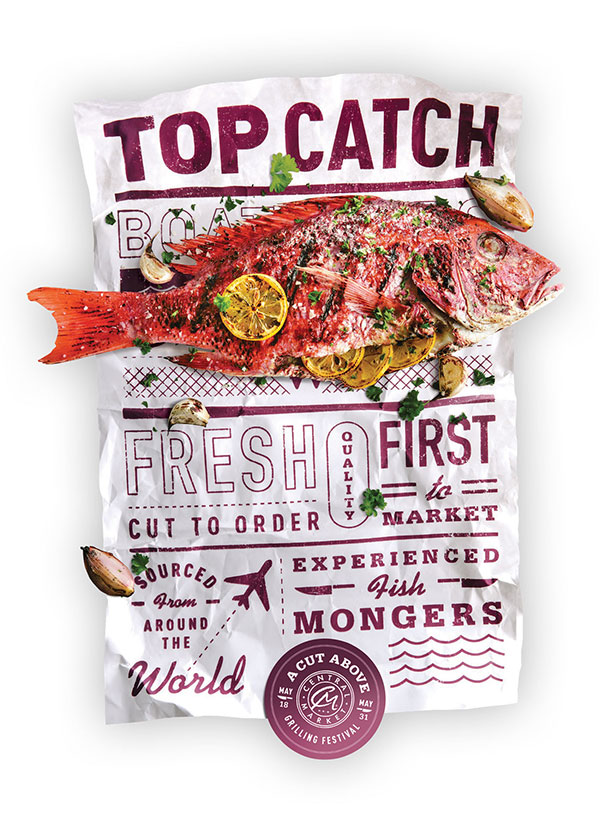 TOP CATCH
FRESH
QUALITY
FIRST
to
MARKET
CUT TO ORDER
SOURCED
From
AROUND
THE
World
EXPERIENCED
Fish
MONGERS
A CUT ABOVE
MAY 18
CENTRAL MARKET
CM
MAY 31
GRILLING FESTIVAL